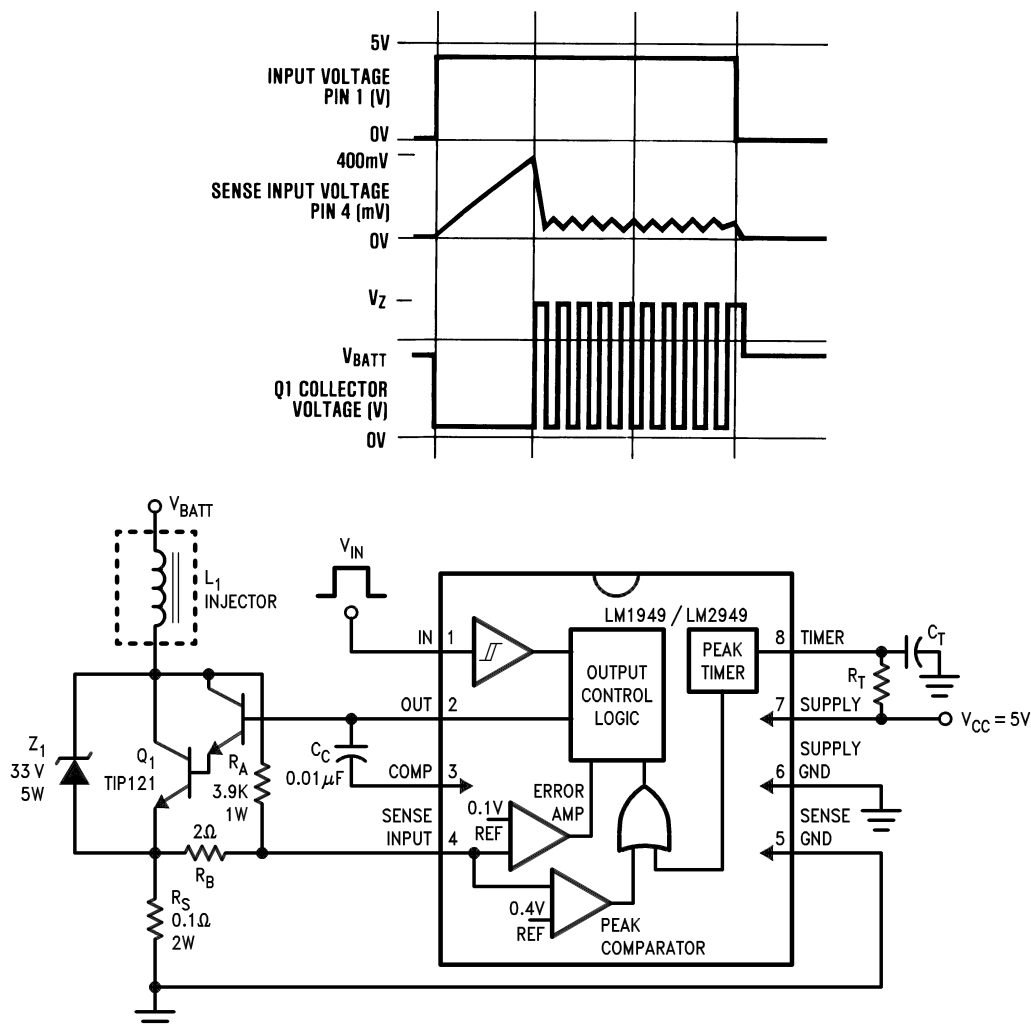 5V
INPUT VOLTAGE
PIN 1 (V)
0V
400mV
SENSE INPUT VOLTAGE
PIN 4 (mV)
0V
VZ
VBATT
Q1 COLLECTOR
VOLTAGE (V)
0V
VBATT
L1
INJECTOR
VIN
LM1949 / LM2949
IN 1
OUTPUT
CONTROL
LOGIC
PEAK
TIMER
8 TIMER
CT
RT
OUT 2
7 SUPPLY
VCC = 5V
Z1
33 V
5W
Q1
TIP121
RA
3.9K
1W
CC
0.01 µF
COMP 3
SUPPLY
6 GND
SENSE
INPUT 4
0.1V
REF
ERROR
AMP
SENSE
5 GND
2Ω
RB
RS
0.1Ω
2W
0.4V
REF
PEAK
COMPARATOR